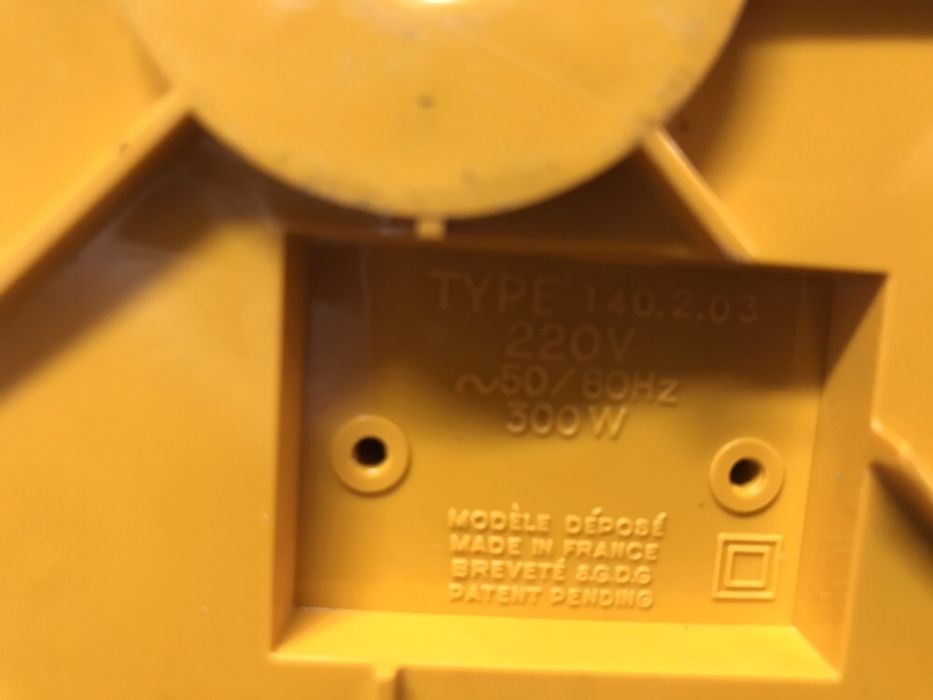 TYPE 140.2.03
220V
~50/60Hz
300W
MODÈLE DÉPOSÉ
MADE IN FRANCE
BREVETÉ S.G.D.G
PATENT PENDING